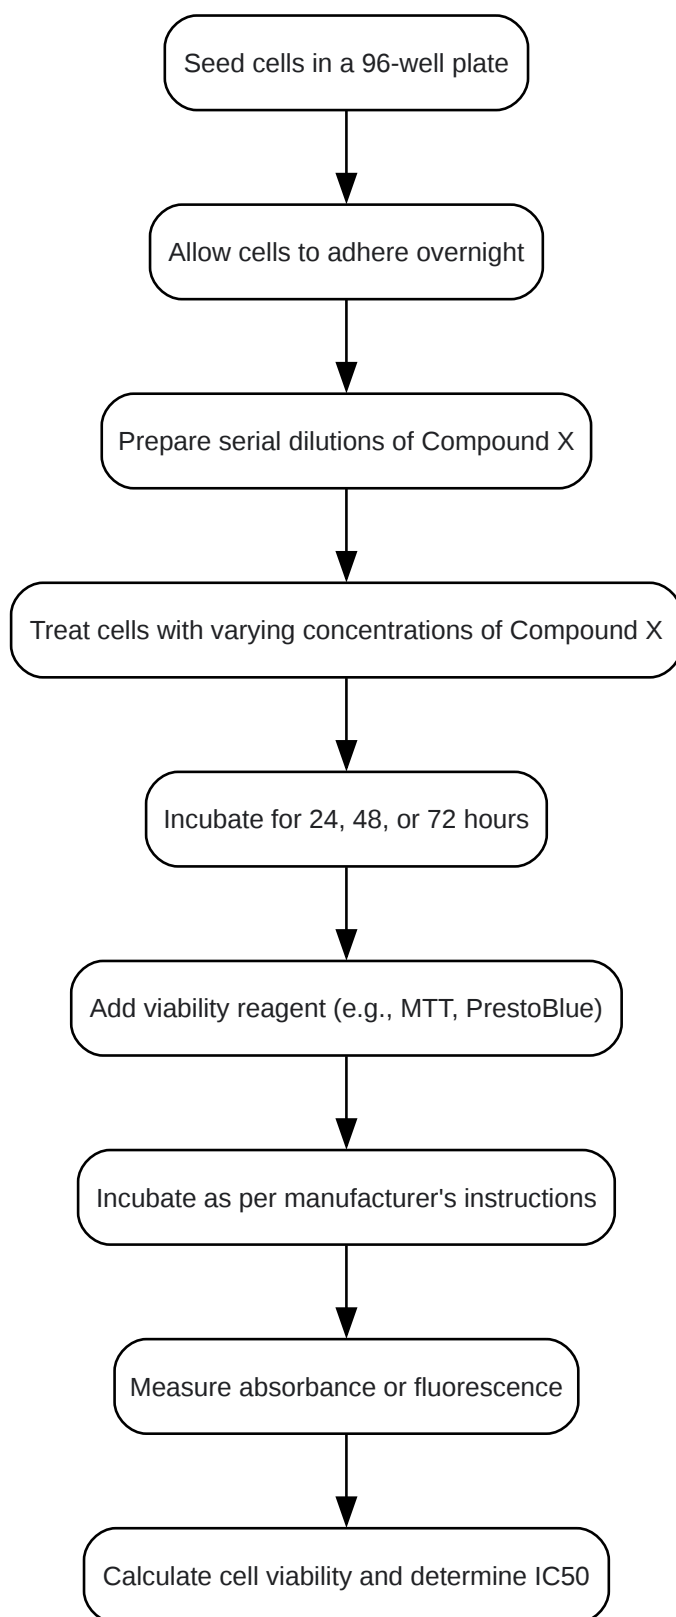 Seed cells in a 96-well plate
Allow cells to adhere overnight
Prepare serial dilutions of Compound X
Treat cells with varying concentrations of Compound X
Incubate for 24, 48, or 72 hours
Add viability reagent (e.g., MTT, PrestoBlue)
Incubate as per manufacturer's instructions
Measure absorbance or fluorescence
Calculate cell viability and determine IC50